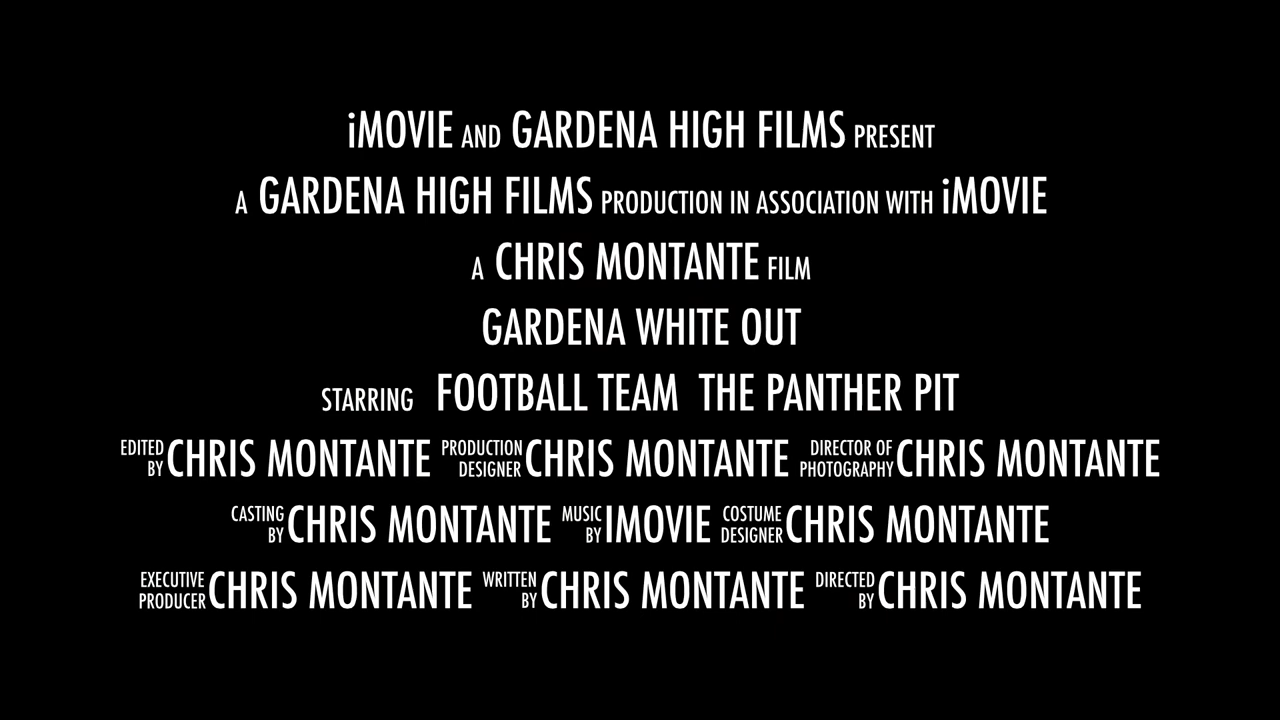 iMOVIE AND GARDENA HIGH FILMS PRESENT
A GARDENA HIGH FILMS PRODUCTION IN ASSOCIATION WITH iMOVIE
A CHRIS MONTANTE FILM
GARDENA WHITE OUT
STARRING FOOTBALL TEAM THE PANTHER PIT
EDITED BY CHRIS MONTANTE PRODUCTION DESIGNER CHRIS MONTANTE DIRECTOR OF PHOTOGRAPHY CHRIS MONTANTE
CASTING BY CHRIS MONTANTE MUSIC BY IMOVIE COSTUME DESIGNER CHRIS MONTANTE
EXECUTIVE PRODUCER CHRIS MONTANTE WRITTEN BY CHRIS MONTANTE DIRECTED BY CHRIS MONTANTE